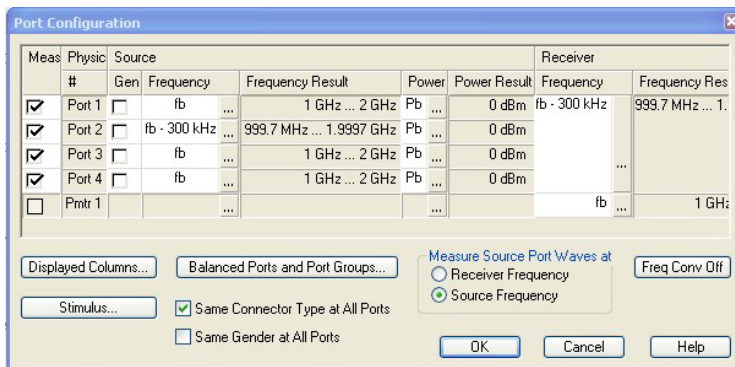 Port Configuration
Meas Physic Source Receiver
# Gen Frequency Frequency Result Power Power Result Frequency Frequency Res
Port 1 fb ... 1 GHz ... 2 GHz Pb ... 0 dBm fb - 300 kHz 999.7 MHz ... 1.
Port 2 fb - 300 kHz ... 999.7 MHz ... 1.9997 GHz Pb ... 0 dBm
Port 3 fb ... 1 GHz ... 2 GHz Pb ... 0 dBm ...
Port 4 fb ... 1 GHz ... 2 GHz Pb ... 0 dBm
Pmtr 1 ... ... fb ... 1 GHz
Displayed Columns... Balanced Ports and Port Groups... Measure Source Port Waves at Freq Conv Off
Receiver Frequency
Source Frequency
Stimulus... Same Connector Type at All Ports
Same Gender at All Ports
OK Cancel Help